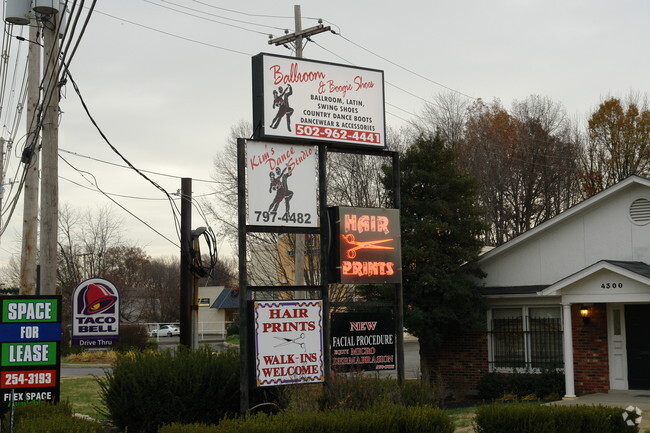 Ballroom
& Boogie Shoes
BALLROOM, LATIN,
SWING SHOES
COUNTRY DANCE BOOTS
DANCEWEAR & ACCESSORIES
502-962-4441
Kim's
Dance Studio
797-4482
HAIR
PRINTS
HAIR
PRINTS
WALK-INS
WELCOME
NEW
FACIAL PROCEDURE
MICRO
DERMABRASION
TACO
BELL
Drive Thru
SPACE
FOR
LEASE
254-3193
SPACE
4300